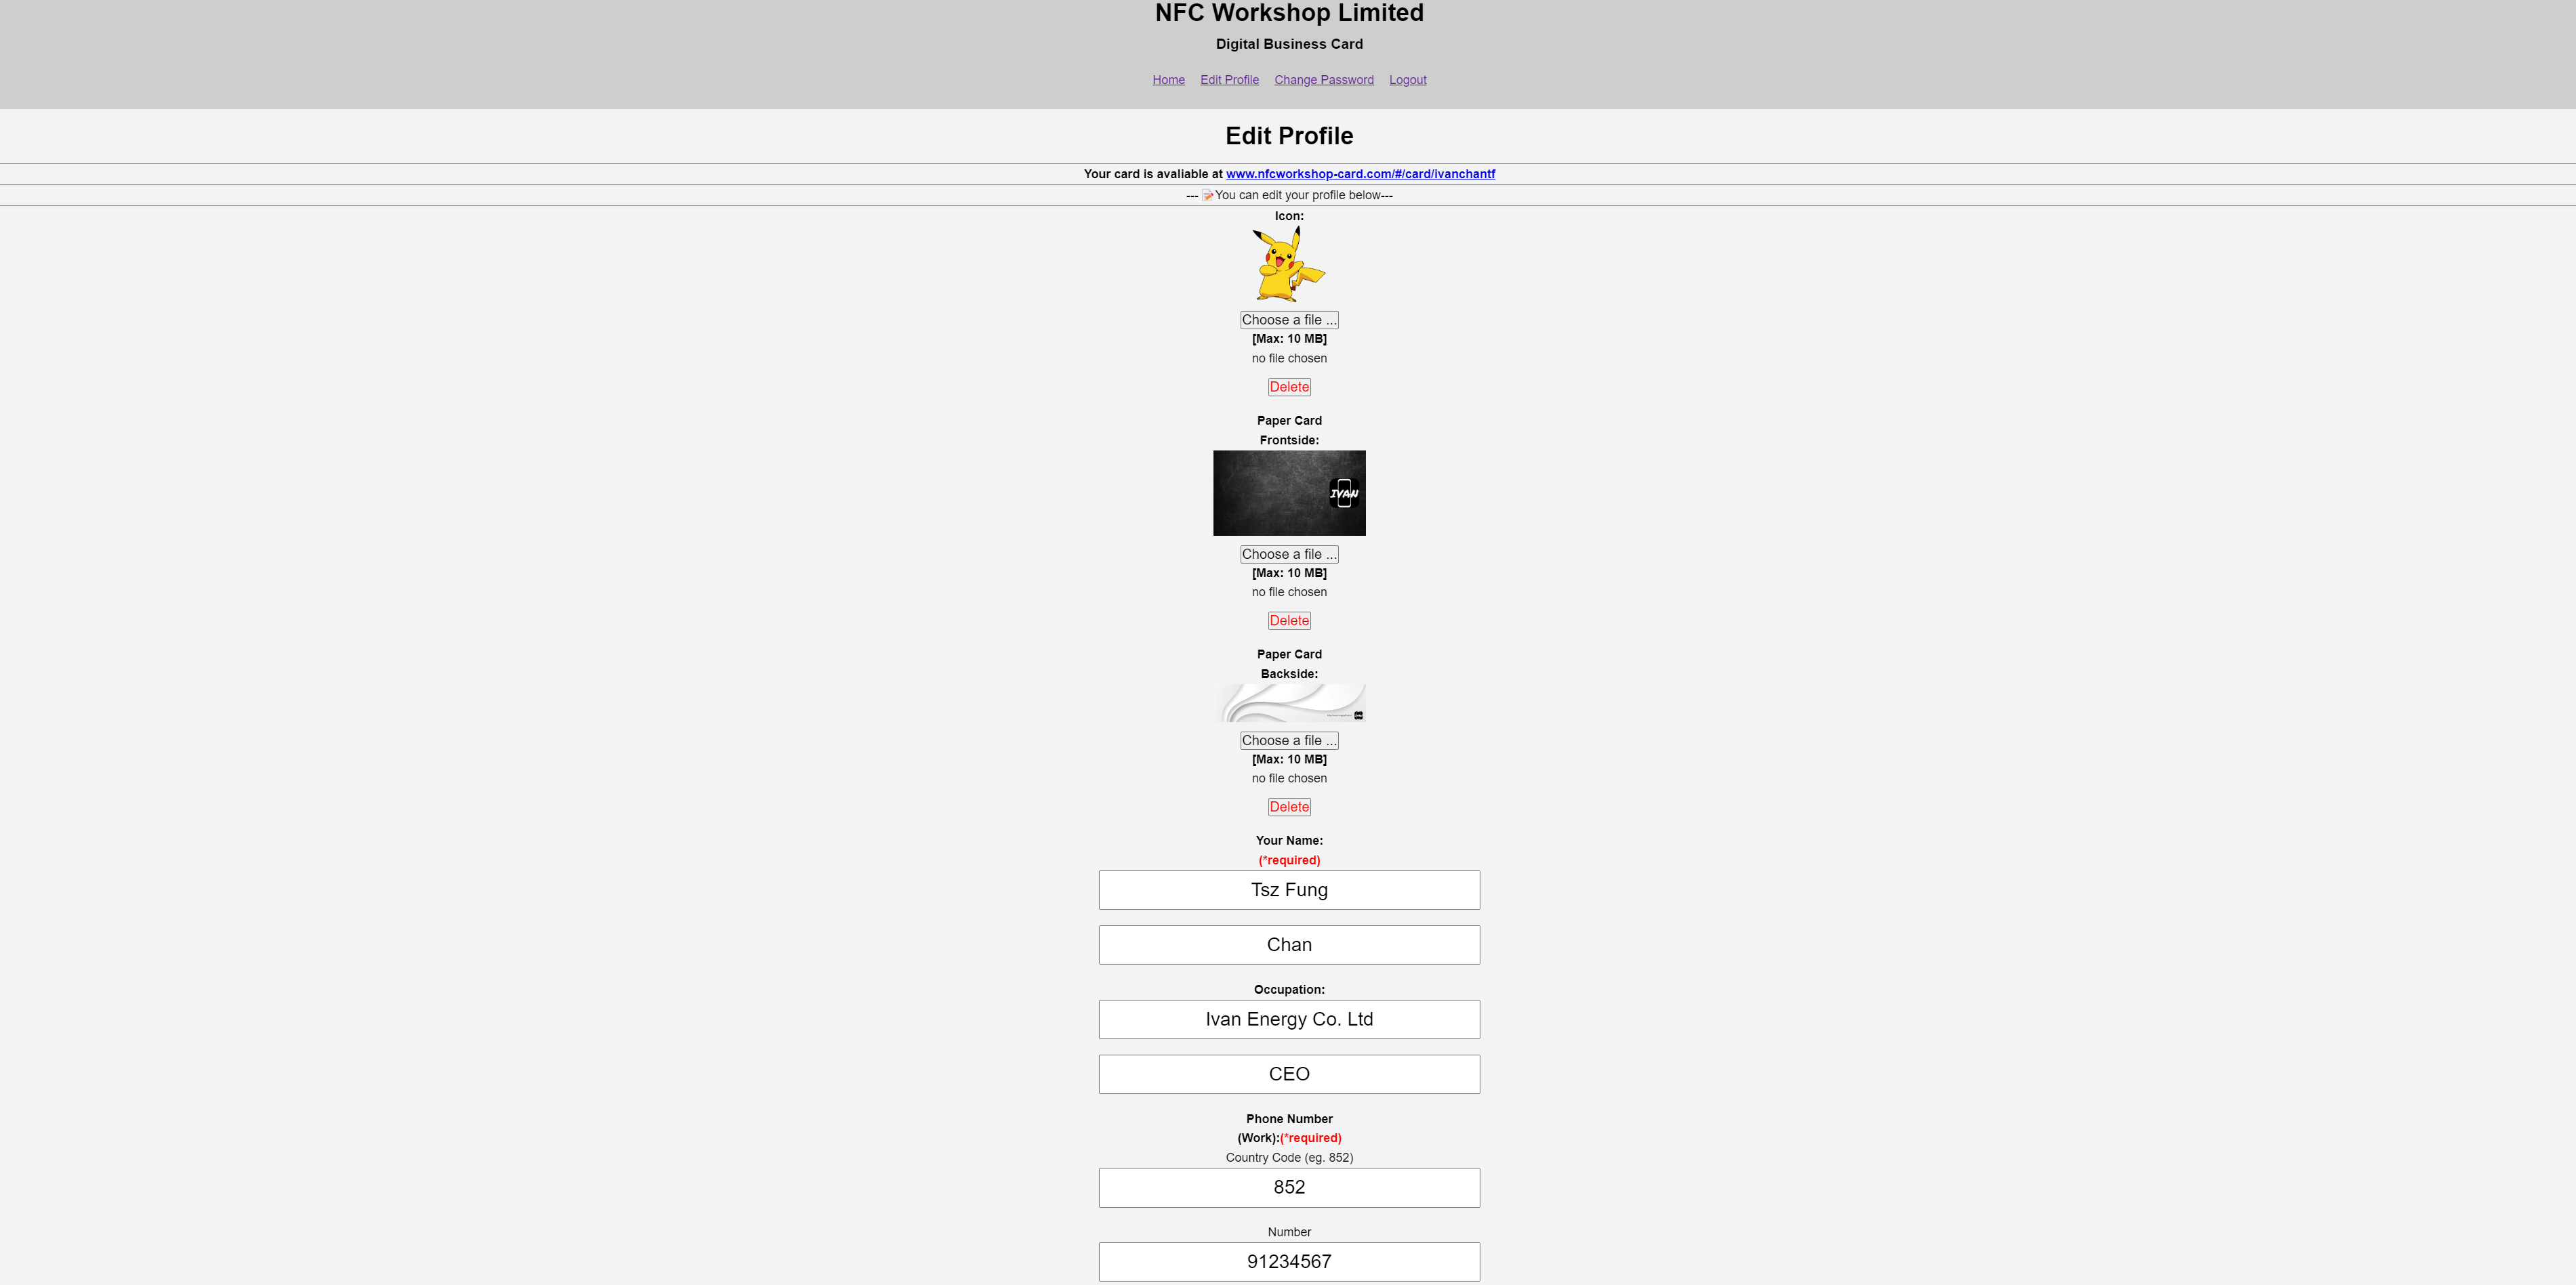 NFC Workshop Limited
Digital Business Card
Home Edit Profile Change Password Logout
Edit Profile
Your card is avaliable at www.nfcworkshop-card.com/#/card/ivanchantf
--- 📝You can edit your profile below---
Icon:
Choose a file ...
[Max: 10 MB]
no file chosen
Delete
Paper Card
Frontside:
IVAN
Choose a file ...
[Max: 10 MB]
no file chosen
Delete
Paper Card
Backside:
Choose a file ...
[Max: 10 MB]
no file chosen
Delete
Your Name:
(*required)
Tsz Fung
Chan
Occupation:
Ivan Energy Co. Ltd
CEO
Phone Number
(Work):(*required)
Country Code (eg. 852)
852
Number
91234567